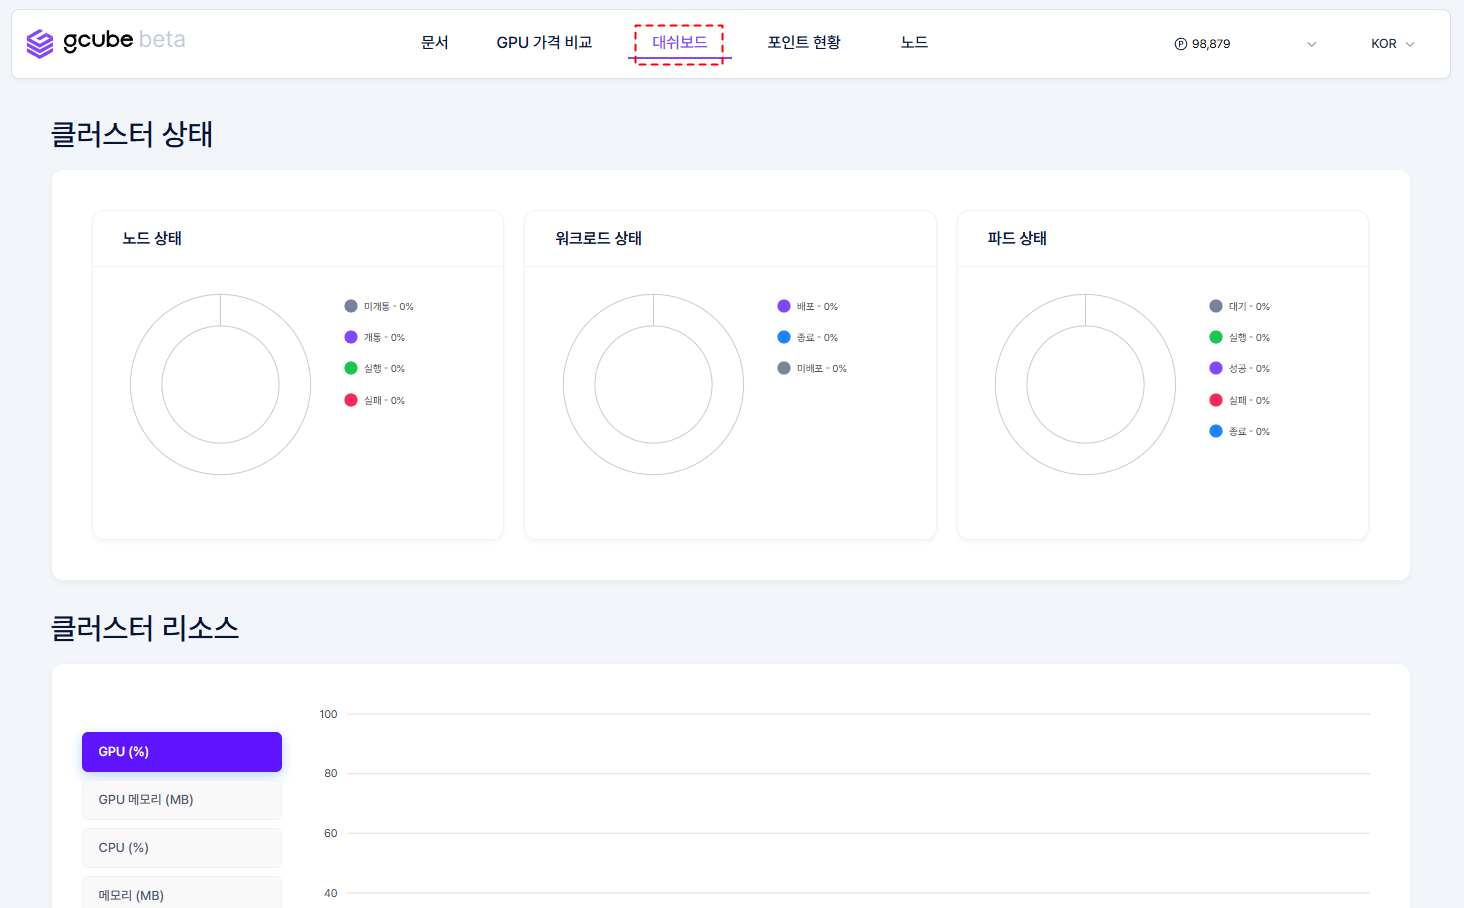 gcube beta
문서
GPU 가격 비교
대쉬보드
포인트 현황
노드
P 98,879
KOR
클러스터 상태
노드 상태
미개통 - 0%
개통 - 0%
실행 - 0%
실패 - 0%
워크로드 상태
배포 - 0%
종료 - 0%
미배포 - 0%
파드 상태
대기 - 0%
실행 - 0%
성공 - 0%
실패 - 0%
종료 - 0%
클러스터 리소스
GPU (%)
GPU 메모리 (MB)
CPU (%)
메모리 (MB)
100
80
60
40